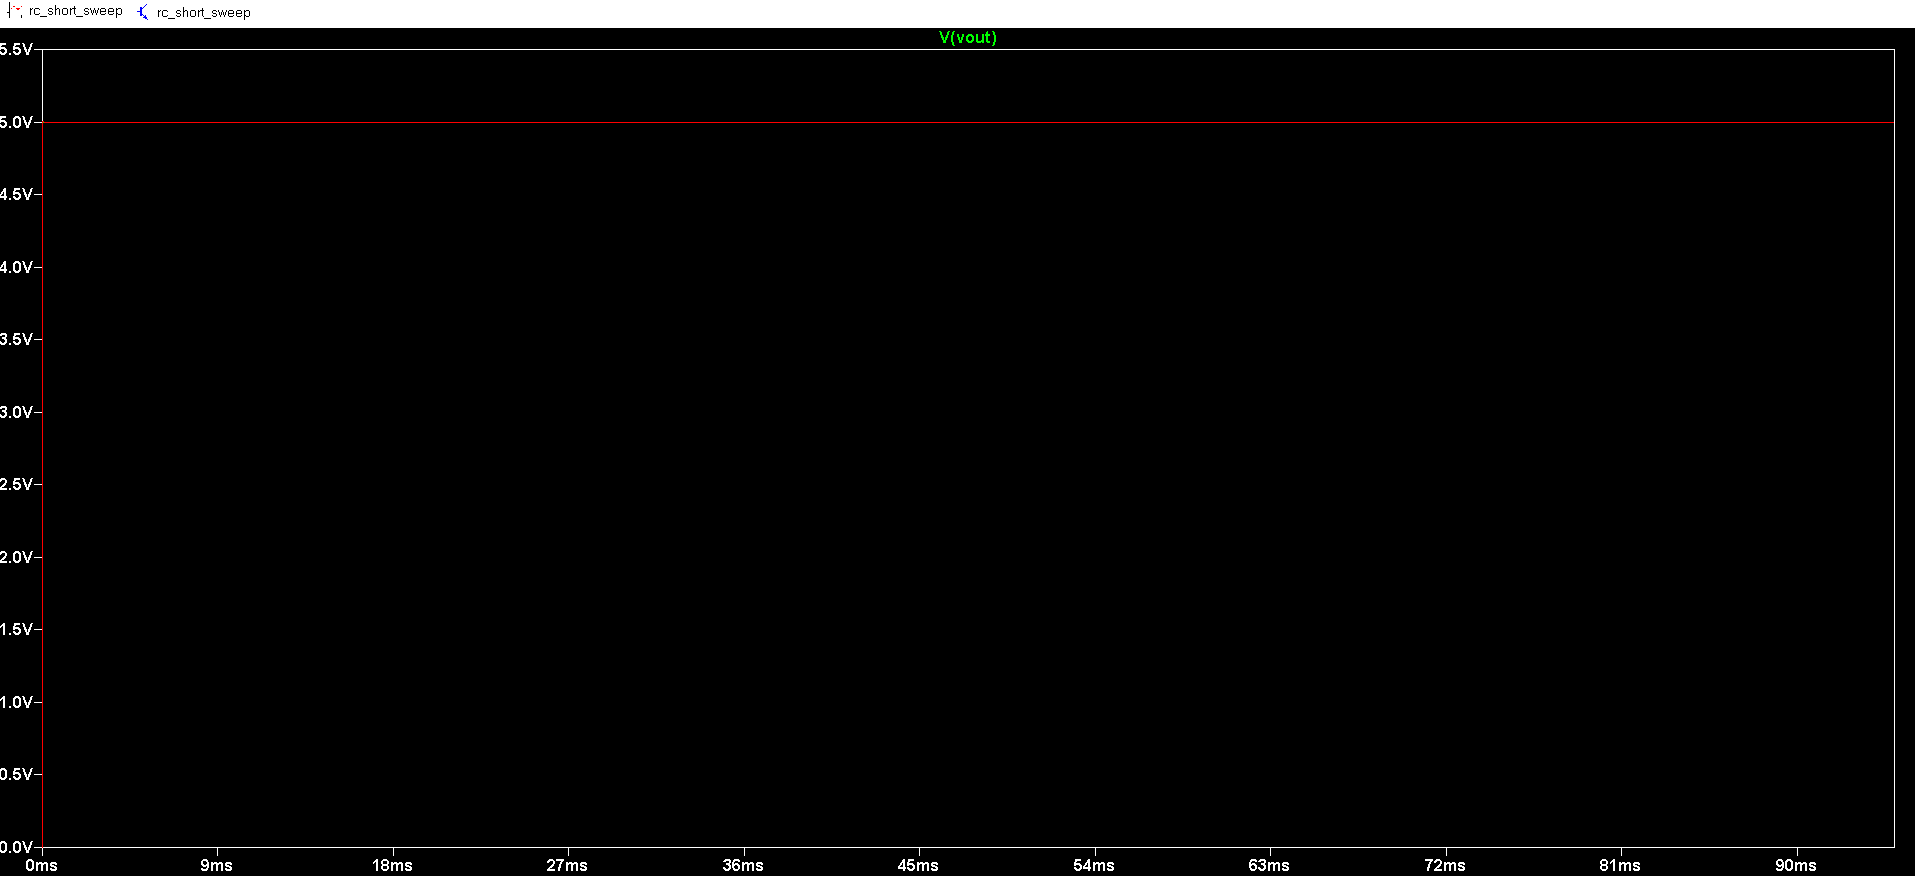 rc_short_sweep rc_short_sweep
V(vout)
5.5V
5.0V
4.5V
4.0V
3.5V
3.0V
2.5V
2.0V
1.5V
1.0V
0.5V
0.0V
0ms 9ms 18ms 27ms 36ms 45ms 54ms 63ms 72ms 81ms 90ms